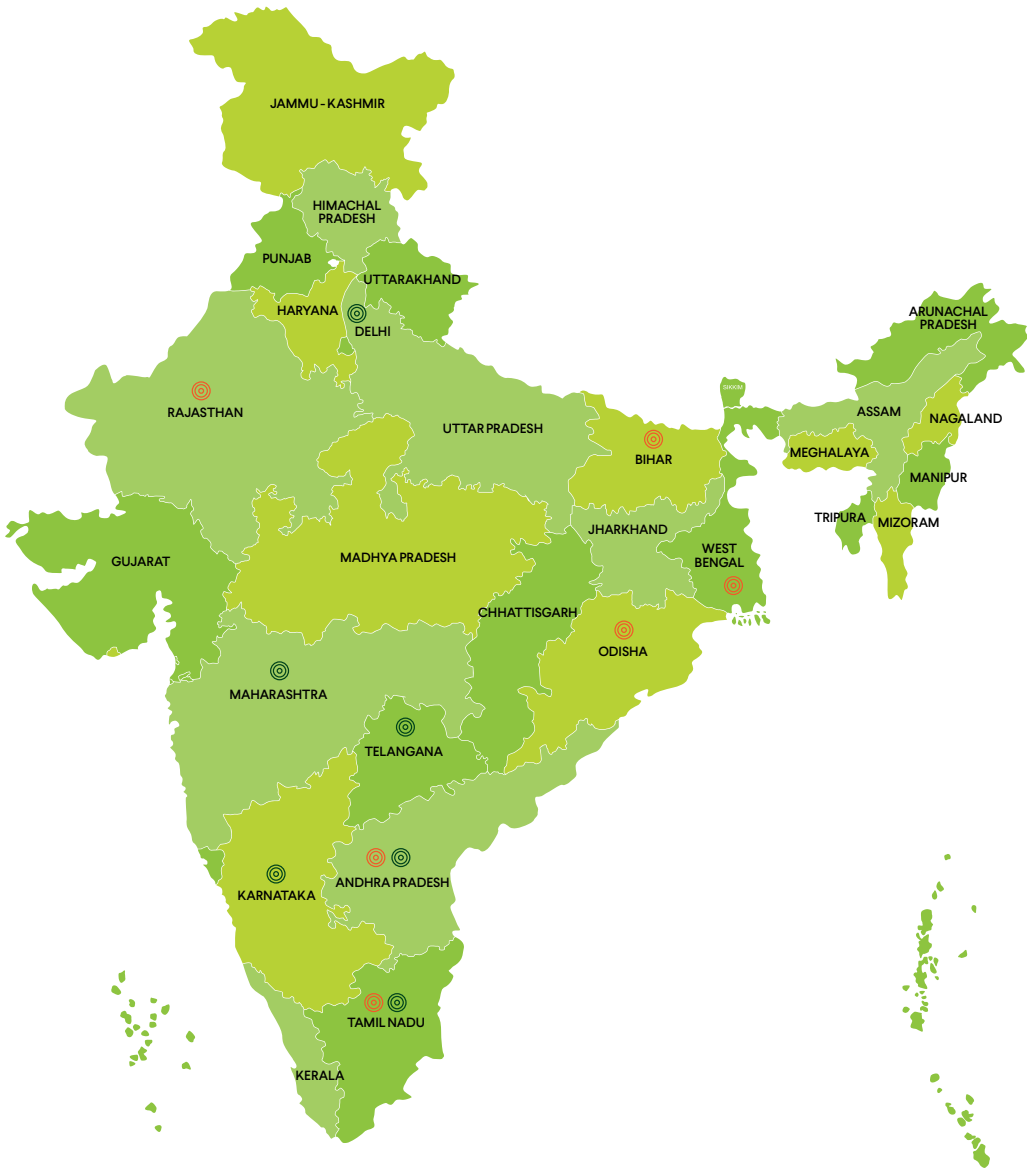 JAMMU-KASHMIR
HIMACHAL
PRADESH
PUNJAB
UTTARAKHAND
HARYANA
DELHI
ARUNACHAL
PRADESH
SIKKIM
RAJASTHAN
UTTAR PRADESH
ASSAM
NAGALAND
BIHAR
MEGHALAYA
MANIPUR
TRIPURA
MIZORAM
JHARKHAND
GUJARAT
MADHYA PRADESH
WEST
BENGAL
CHHATTISGARH
ODISHA
MAHARASHTRA
TELANGANA
ANDHRA PRADESH
KARNATAKA
TAMIL NADU
KERALA